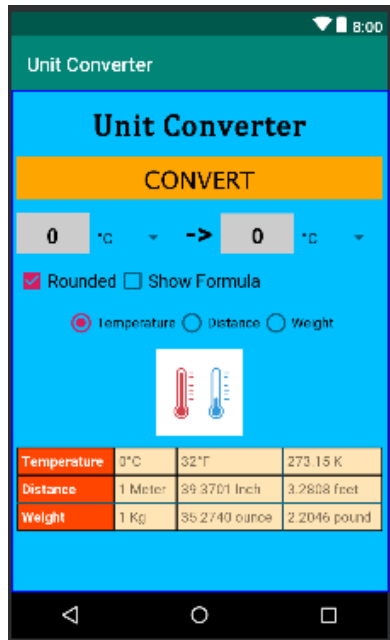 8:00
Unit Converter
Unit Converter
CONVERT
0 °C -> 0 °C
Rounded Show Formula
Temperature Distance Weight
Temperature 0°C 32°F 273.15 K
Distance 1 Meter 39.3701 Inch 3.2808 feet
Weight 1 Kg 35.2740 ounce 2.2046 pound